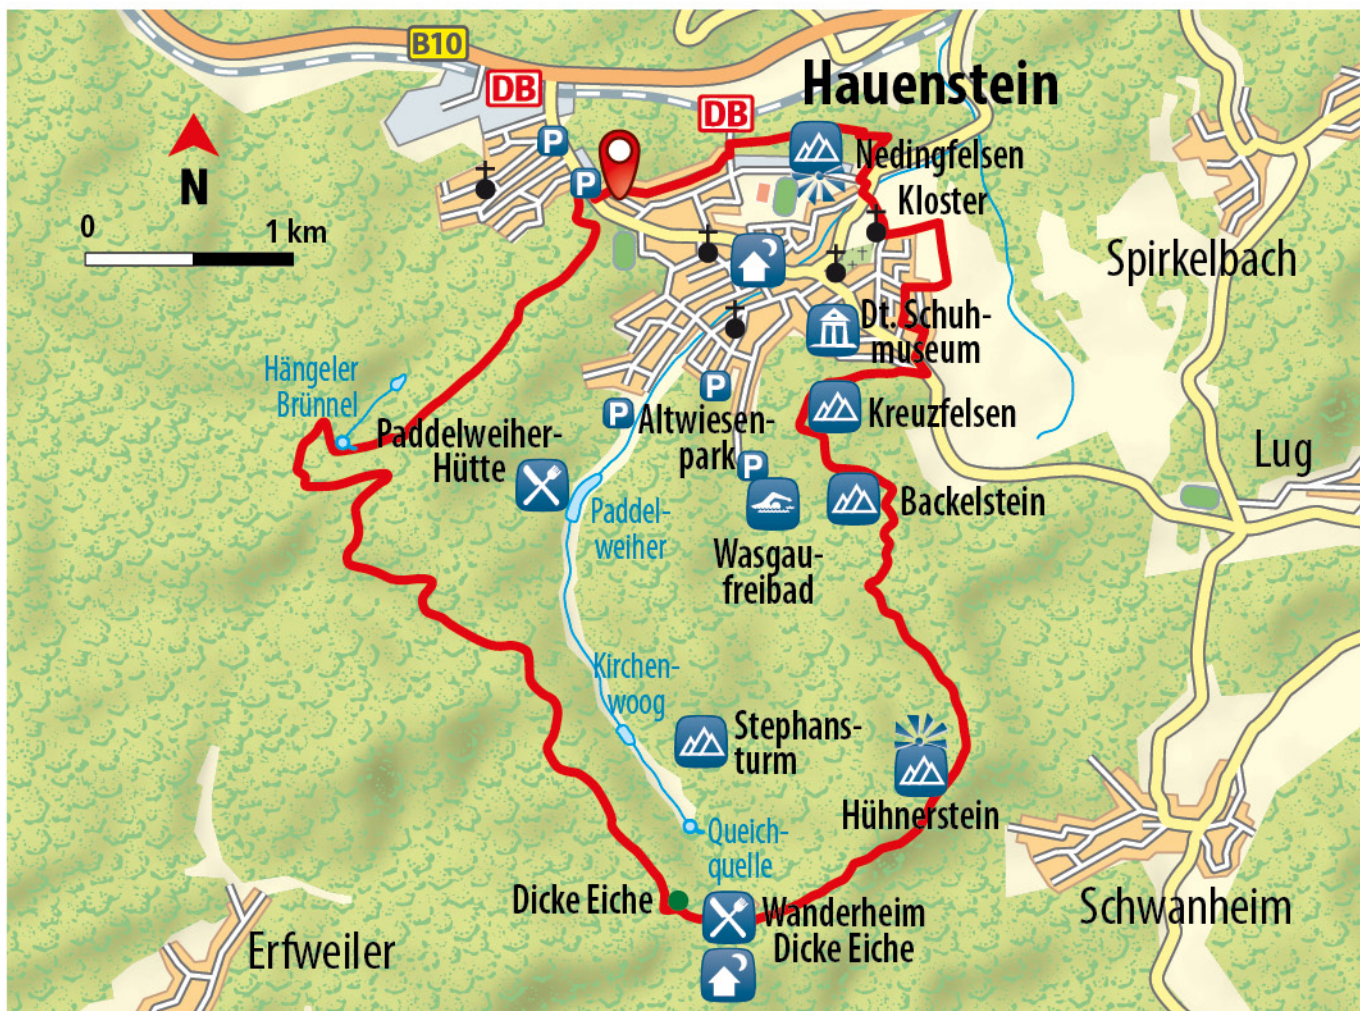 B10
DB
DB
Hauenstein
P
P
Nedingfelsen
N
Kloster
0
1 km
Spirkelbach
Dt. Schuh-
museum
Hängeler
Brünnel
P
P
Altwiesen-
park
Kreuzfelsen
Paddelweiher-
Hütte
P
Lug
Backelstein
Paddel-
weiher
Wasgau-
freibad
Kirchen-
woog
Stephans-
turm
Hühnerstein
Queich-
quelle
Dicke Eiche
Wanderheim
Dicke Eiche
Schwanheim
Erfweiler